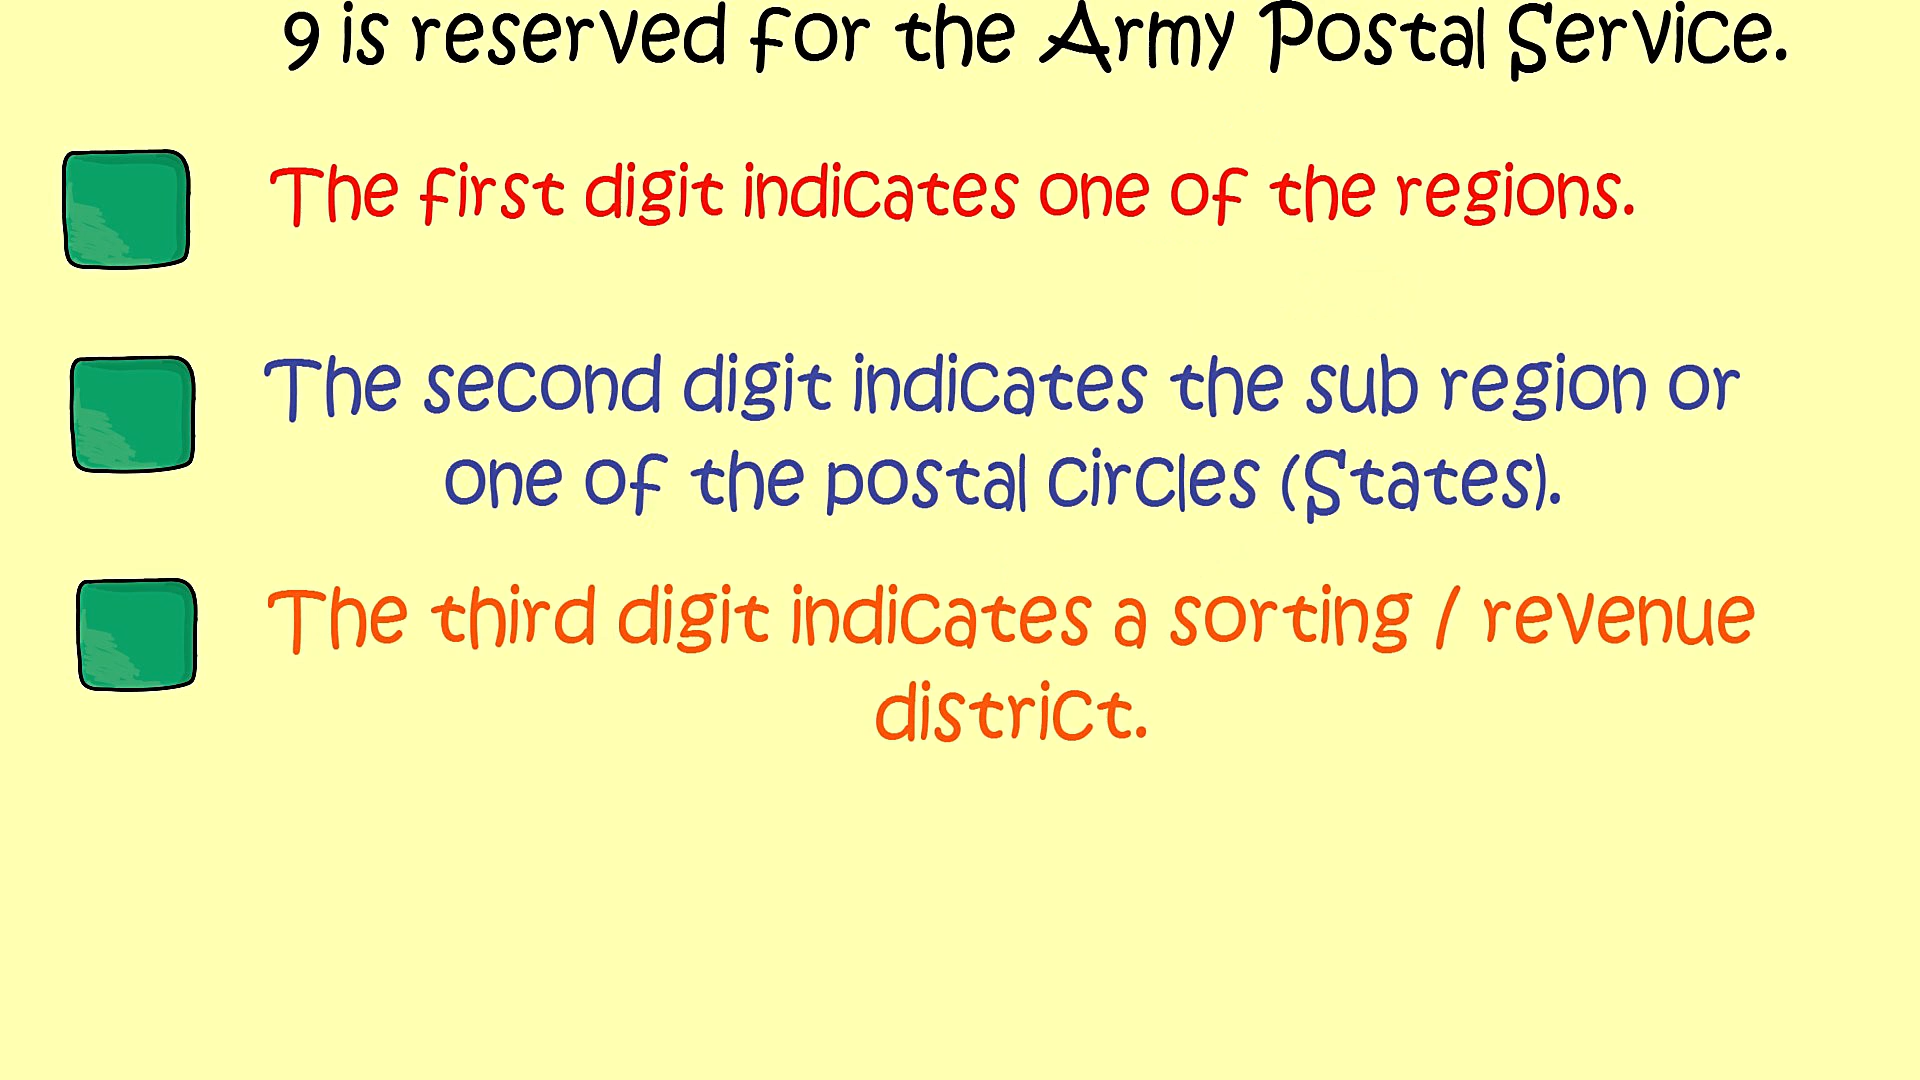 9 is reserved for the Army Postal Service.
The first digit indicates one of the regions.
The second digit indicates the sub region or
one of the postal circles (States).
The third digit indicates a sorting / revenue
district.